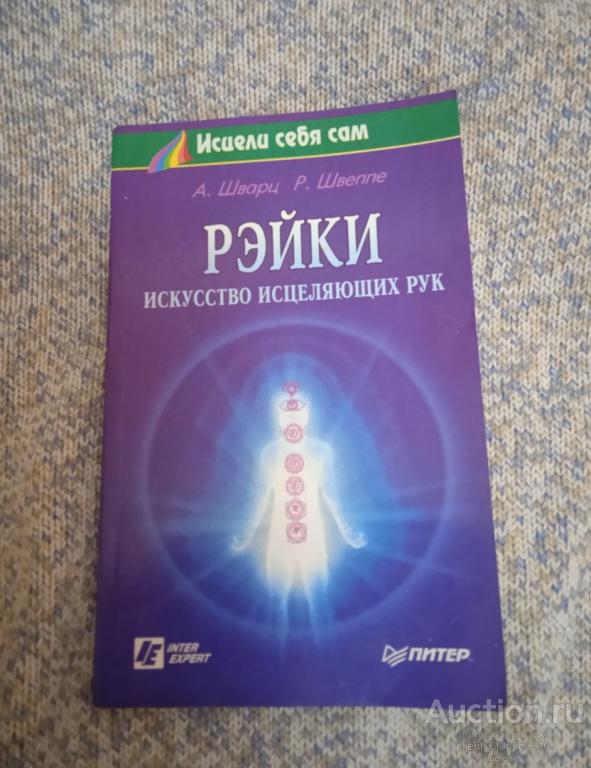 Исцели себя сам
А. Шварц Р. Швеппе
РЭЙКИ
ИСКУССТВО ИСЦЕЛЯЮЩИХ РУК
INTER
EXPERT
ПИТЕР
Auction.ru